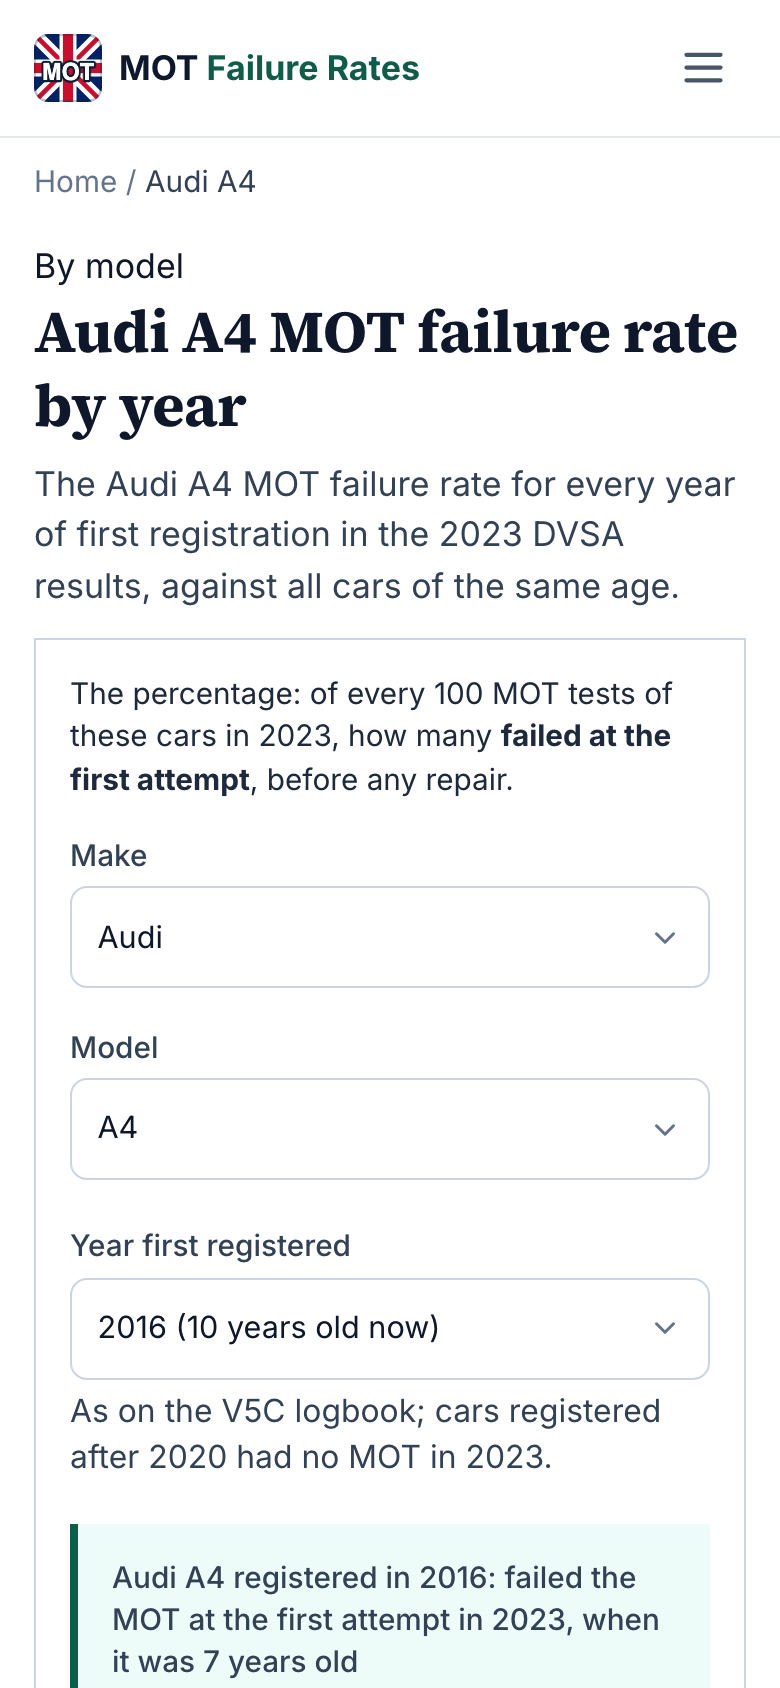 MOT
MOT Failure Rates
Home / Audi A4
By model
Audi A4 MOT failure rate
by year
The Audi A4 MOT failure rate for every year
of first registration in the 2023 DVSA
results, against all cars of the same age.
The percentage: of every 100 MOT tests of
these cars in 2023, how many failed at the
first attempt, before any repair.
Make
Audi
Model
A4
Year first registered
2016 (10 years old now)
As on the V5C logbook; cars registered
after 2020 had no MOT in 2023.
Audi A4 registered in 2016: failed the
MOT at the first attempt in 2023, when
it was 7 years old